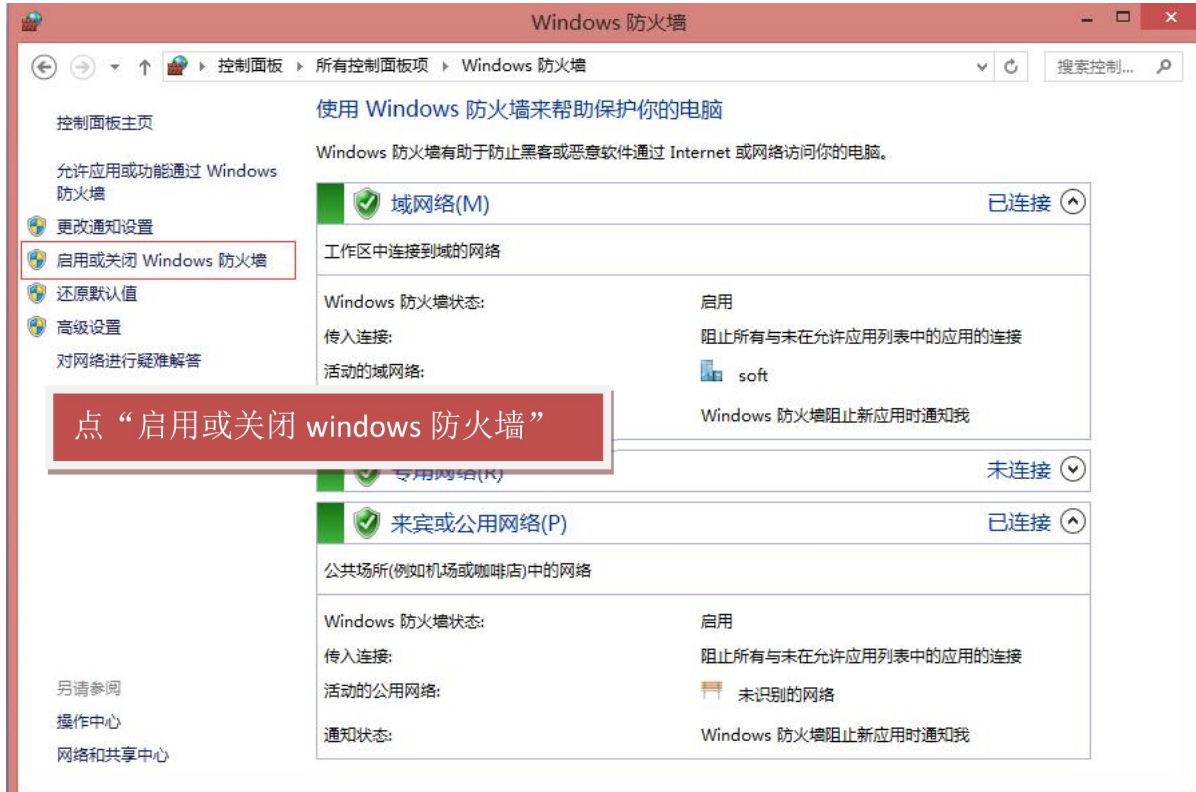 Windows 防火墙
控制面板 所有控制面板项 Windows 防火墙
搜索控制...
控制面板主页
允许应用或功能通过 Windows
防火墙
更改通知设置
启用或关闭 Windows 防火墙
还原默认值
高级设置
对网络进行疑难解答
点“启用或关闭 windows 防火墙”
另请参阅
操作中心
网络和共享中心
使用 Windows 防火墙来帮助保护你的电脑
Windows 防火墙有助于防止黑客或恶意软件通过 Internet 或网络访问你的电脑。
域网络(M) 已连接
工作区中连接到域的网络
Windows 防火墙状态: 启用
传入连接: 阻止所有与未在允许应用列表中的应用的连接
活动的域网络: soft
Windows 防火墙阻止新应用时通知我
专用网络(R) 未连接
来宾或公用网络(P) 已连接
公共场所(例如机场或咖啡店)中的网络
Windows 防火墙状态: 启用
传入连接: 阻止所有与未在允许应用列表中的应用的连接
活动的公用网络: 未识别的网络
通知状态: Windows 防火墙阻止新应用时通知我